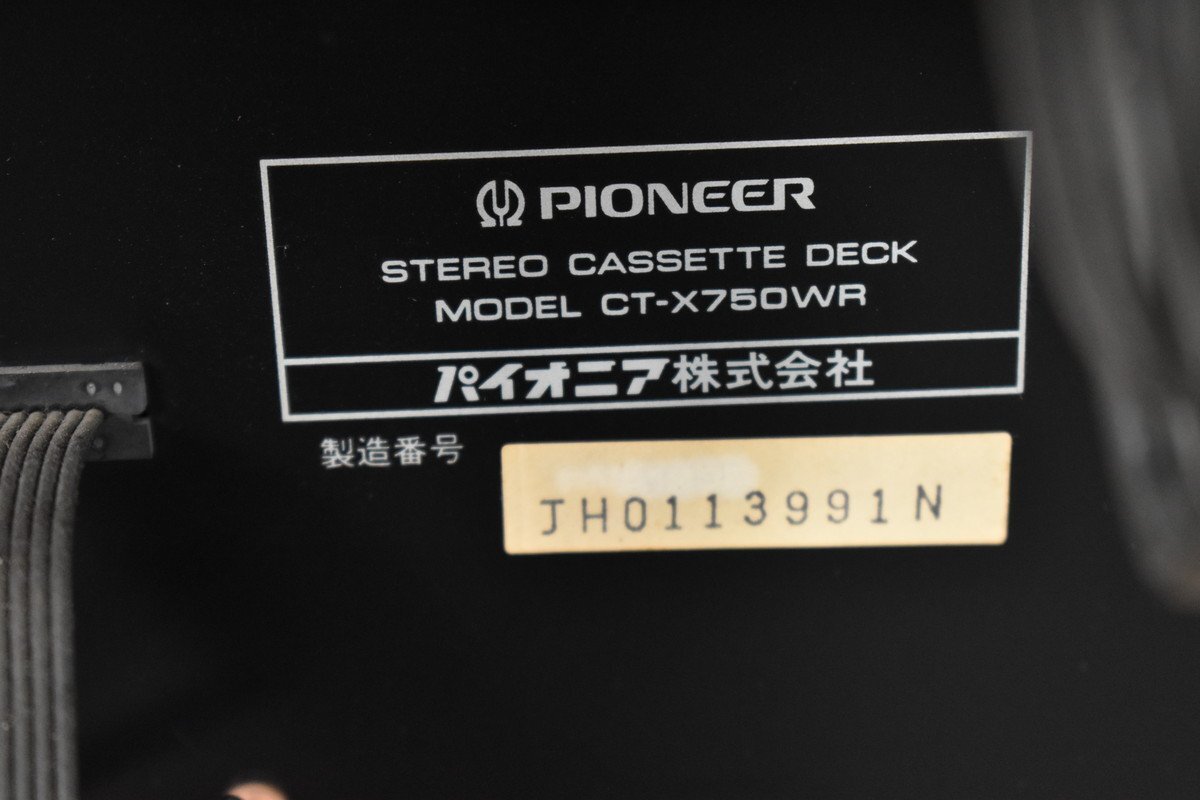 PIONEER
STEREO CASSETTE DECK
MODEL CT-X750WR
パイオニア株式会社
製造番号
JH0113991N